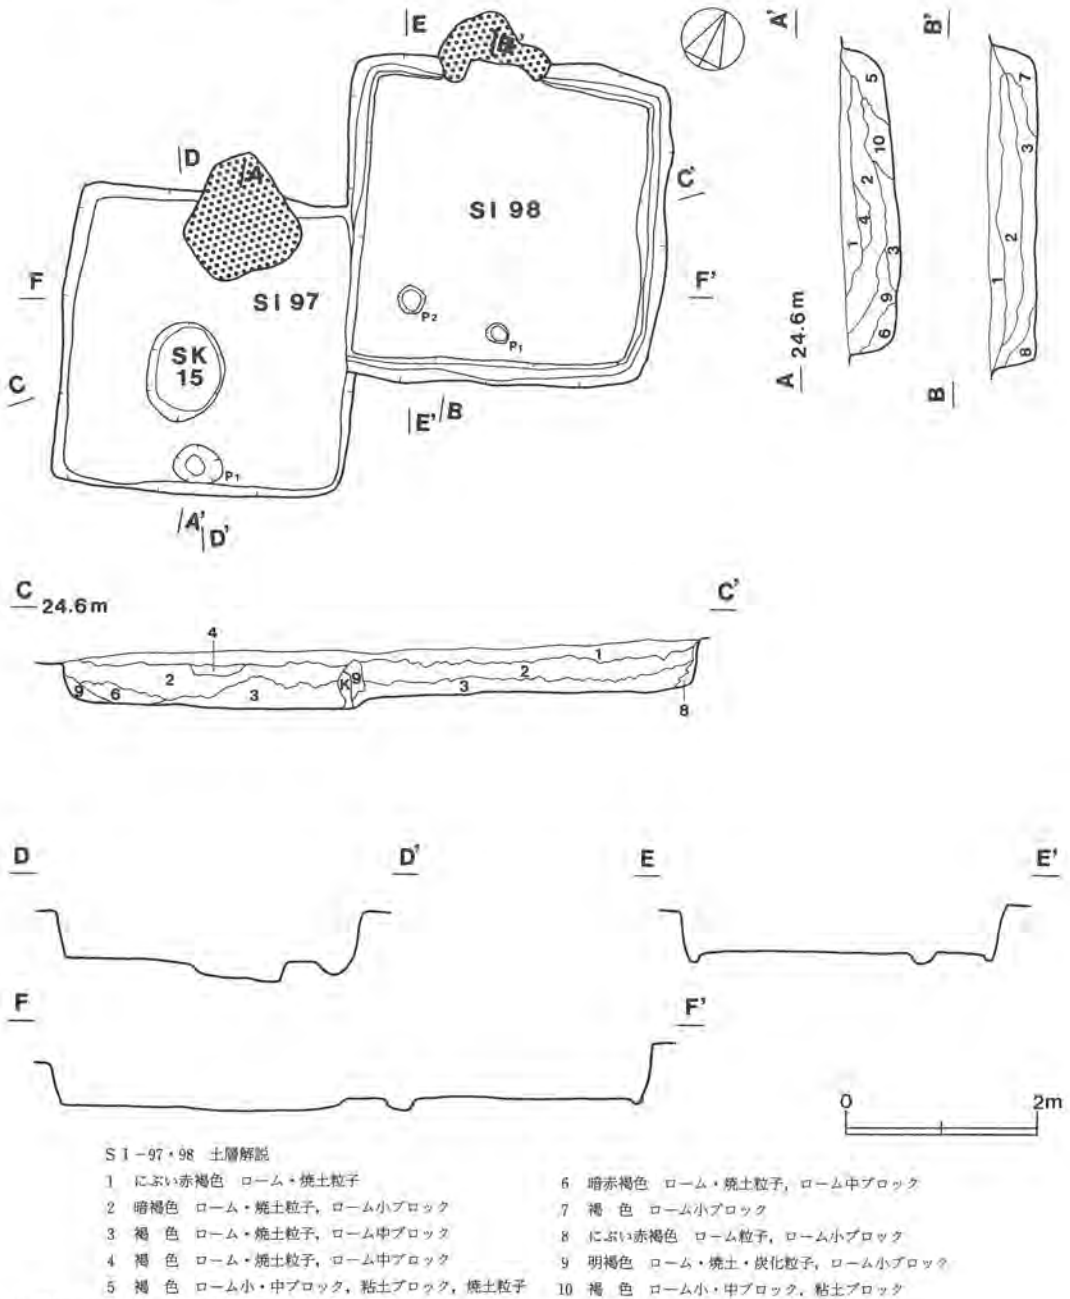 E
A'
B'
D
A
C'
SI 98
F
SI 97
F'
P2
P1
SK
15
C
E'
B
P1
A'
D'
5
10
2
4
1
3
9
6
A 24.6m
7
3
2
1
8
B
C 24.6m
C'
4
1
2
2
3
K
9
3
9
6
8
D
D'
E
E'
F
F'
0
2m
SI-97・98 土層解説
1 にぶい赤褐色 ローム・焼土粒子
2 暗褐色 ローム・焼土粒子，ローム小ブロック
3 褐 色 ローム・焼土粒子，ローム中ブロック
4 褐 色 ローム・焼土粒子，ローム中ブロック
5 褐 色 ローム小・中ブロック，粘土ブロック，焼土粒子
6 暗赤褐色 ローム・焼土粒子，ローム中ブロック
7 褐 色 ローム小ブロック
8 にぶい赤褐色 ローム粒子，ローム小ブロック
9 明褐色 ローム・焼土・炭化粒子，ローム小ブロック
10 褐 色 ローム小・中ブロック，粘土ブロック